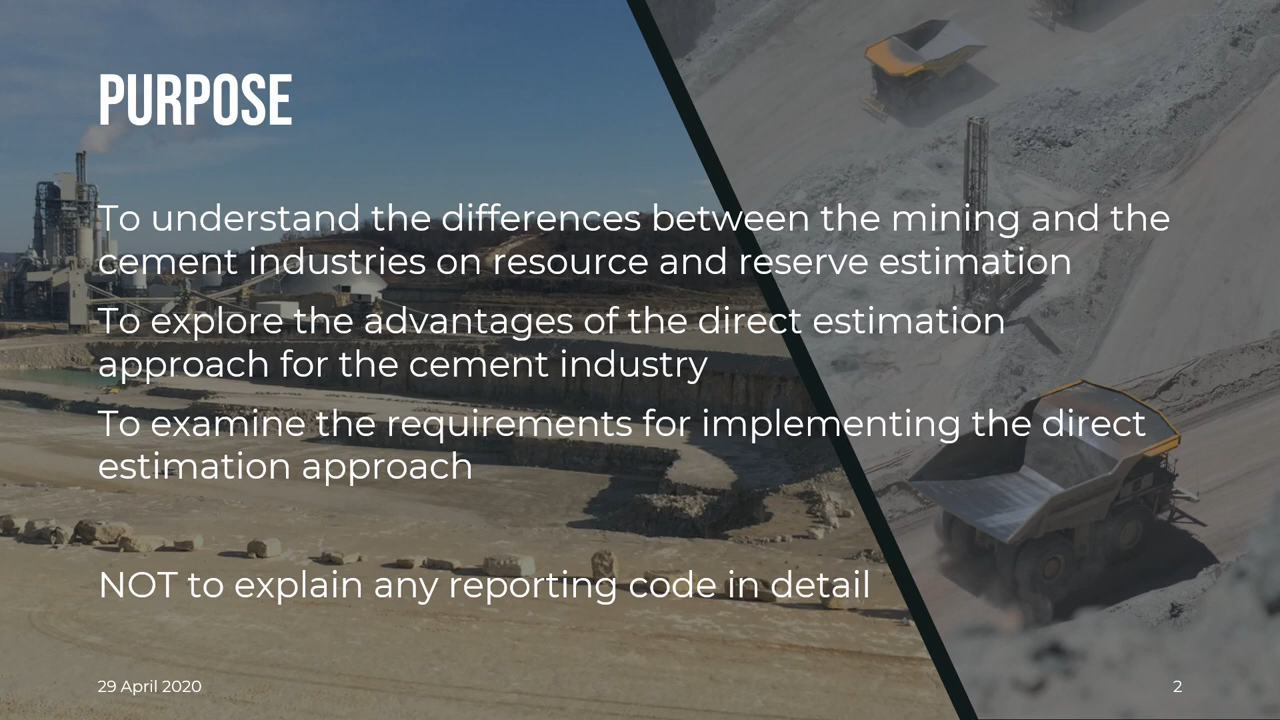 PURPOSE
To understand the differences between the mining and the
cement industries on resource and reserve estimation
To explore the advantages of the direct estimation
approach for the cement industry
To examine the requirements for implementing the direct
estimation approach
NOT to explain any reporting code in detail
29 April 2020
2